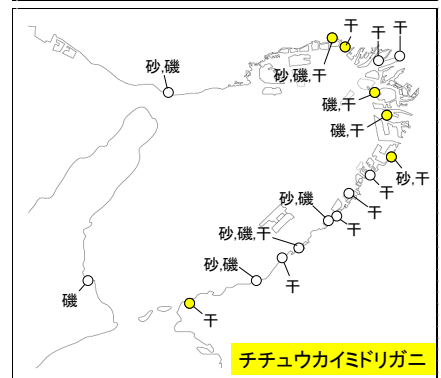 干
干
干
砂,磯
砂,磯,干
磯,干
磯,干
砂,干
干
干
砂,磯
干
砂,磯,干
砂,磯
干
磯
干
チチュウカイミドリガニ